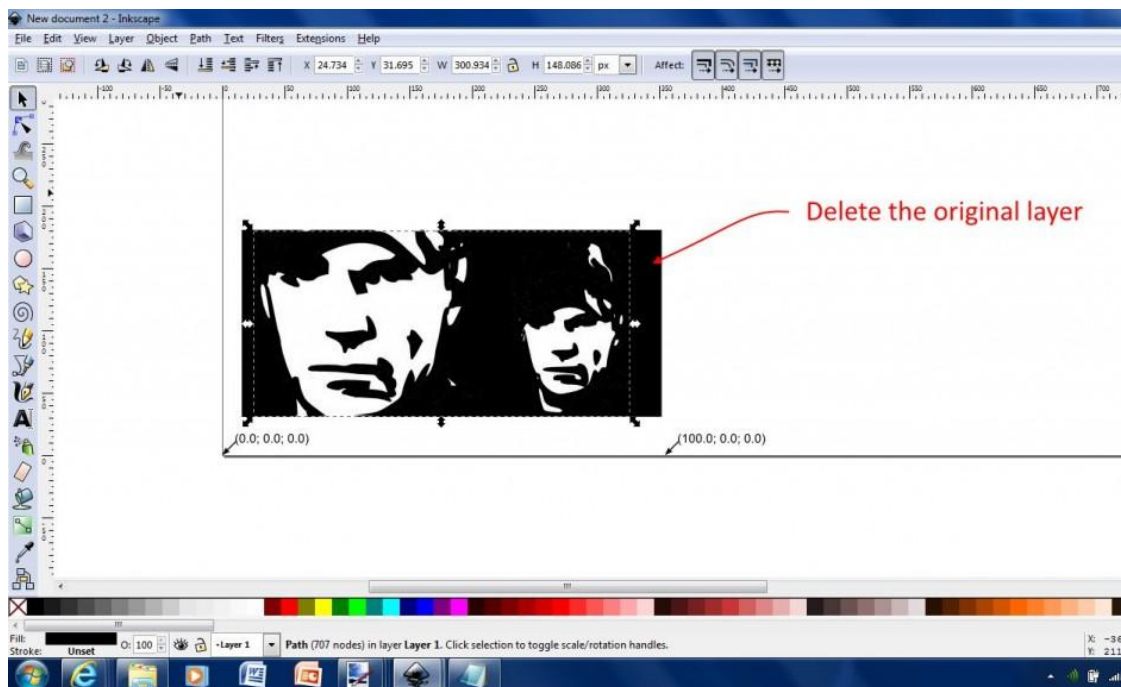 New document 2 - Inkscape
File Edit View Layer Object Path Text Filters Extensions Help
X 24.734 Y 31.695 W 300.934 H 148.086 px Affect:
Delete the original layer
(0.0; 0.0; 0.0) (100.0; 0.0; 0.0)
Fill: Stroke: Unset O: 100 -Layer 1 Path (707 nodes) in layer Layer 1. Click selection to toggle scale/rotation handles.